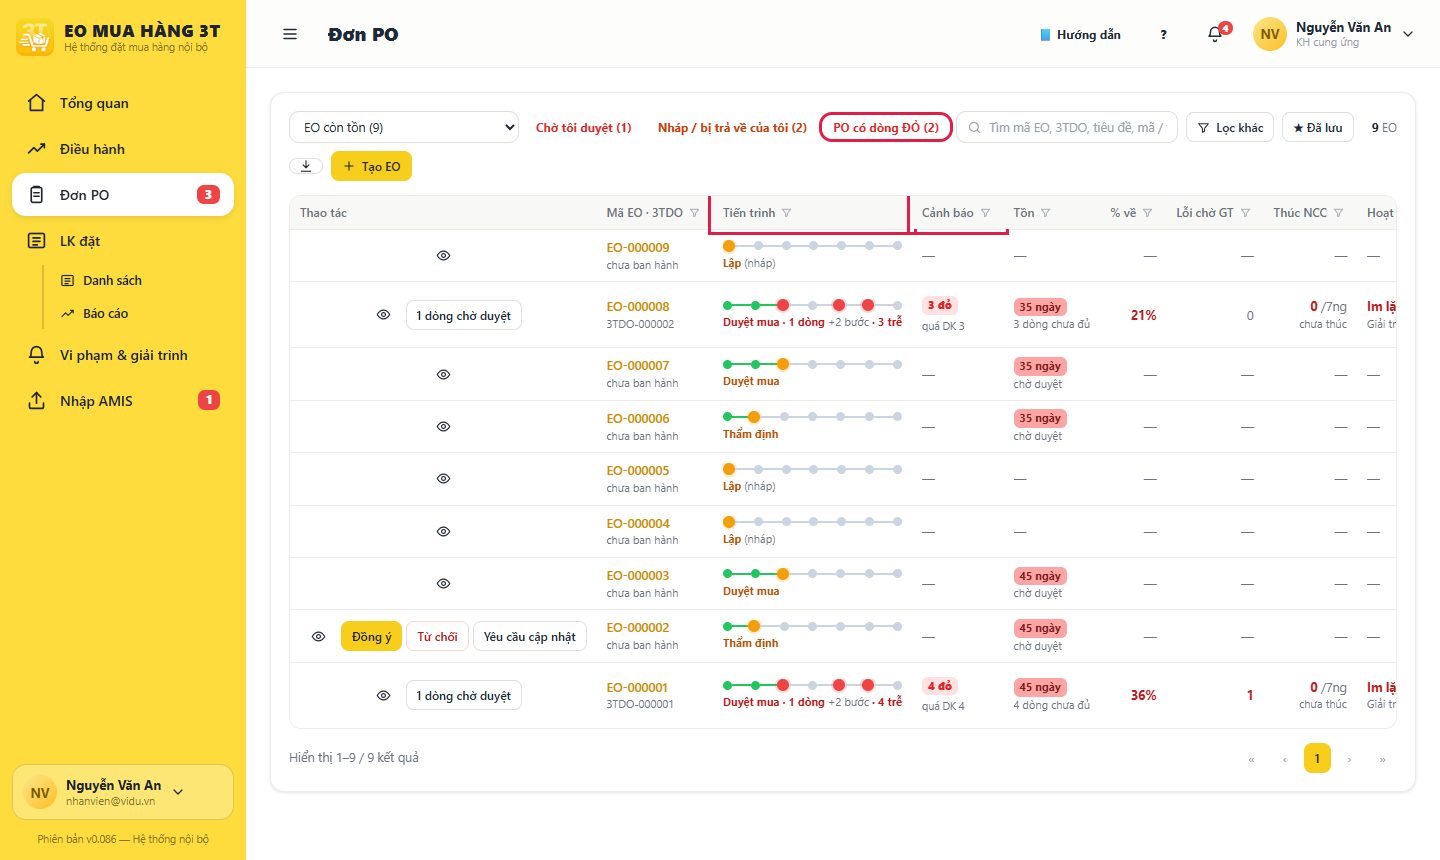 3T
EO MUA HÀNG 3T
Hệ thống đặt mua hàng nội bộ
Tổng quan
Điều hành
Đơn PO 3
LK đặt
Danh sách
Báo cáo
Vi phạm & giải trình
Nhập AMIS 1
NV
Nguyễn Văn An
nhanvien@vidu.vn
Phiên bản v0.086 — Hệ thống nội bộ
Đơn PO
Hướng dẫn
?
4
NV
Nguyễn Văn An
KH cung ứng
EO còn tồn (9) Chờ tôi duyệt (1) Nháp / bị trả về của tôi (2) PO có dòng ĐỎ (2) Tìm mã EO, 3TDO, tiêu đề, mã / Lọc khác ★ Đã lưu 9 EO
+ Tạo EO
Thao tác Mã EO · 3TDO Tiến trình Cảnh báo Tồn % về Lỗi chờ GT Thúc NCC Hoạt
EO-000009
chưa ban hành
Lập (nháp)
— — — — — —
1 dòng chờ duyệt
EO-000008
3TDO-000002
Duyệt mua · 1 dòng +2 bước · 3 trễ
3 đỏ
quá DK 3
35 ngày
3 dòng chưa đủ
21%
0
0 /7ng
chưa thúc
Im lặ
Giải tr
EO-000007
chưa ban hành
Duyệt mua
—
35 ngày
chờ duyệt
— — — —
EO-000006
chưa ban hành
Thẩm định
—
35 ngày
chờ duyệt
— — — —
EO-000005
chưa ban hành
Lập (nháp)
— — — — — —
EO-000004
chưa ban hành
Lập (nháp)
— — — — — —
EO-000003
chưa ban hành
Duyệt mua
—
45 ngày
chờ duyệt
— — — —
Đồng ý Từ chối Yêu cầu cập nhật
EO-000002
chưa ban hành
Thẩm định
—
45 ngày
chờ duyệt
— — — —
1 dòng chờ duyệt
EO-000001
3TDO-000001
Duyệt mua · 1 dòng +2 bước · 4 trễ
4 đỏ
quá DK 4
45 ngày
4 dòng chưa đủ
36%
1
0 /7ng
chưa thúc
Im lặ
Giải tr
Hiển thị 1–9 / 9 kết quả
« ‹ 1 › »